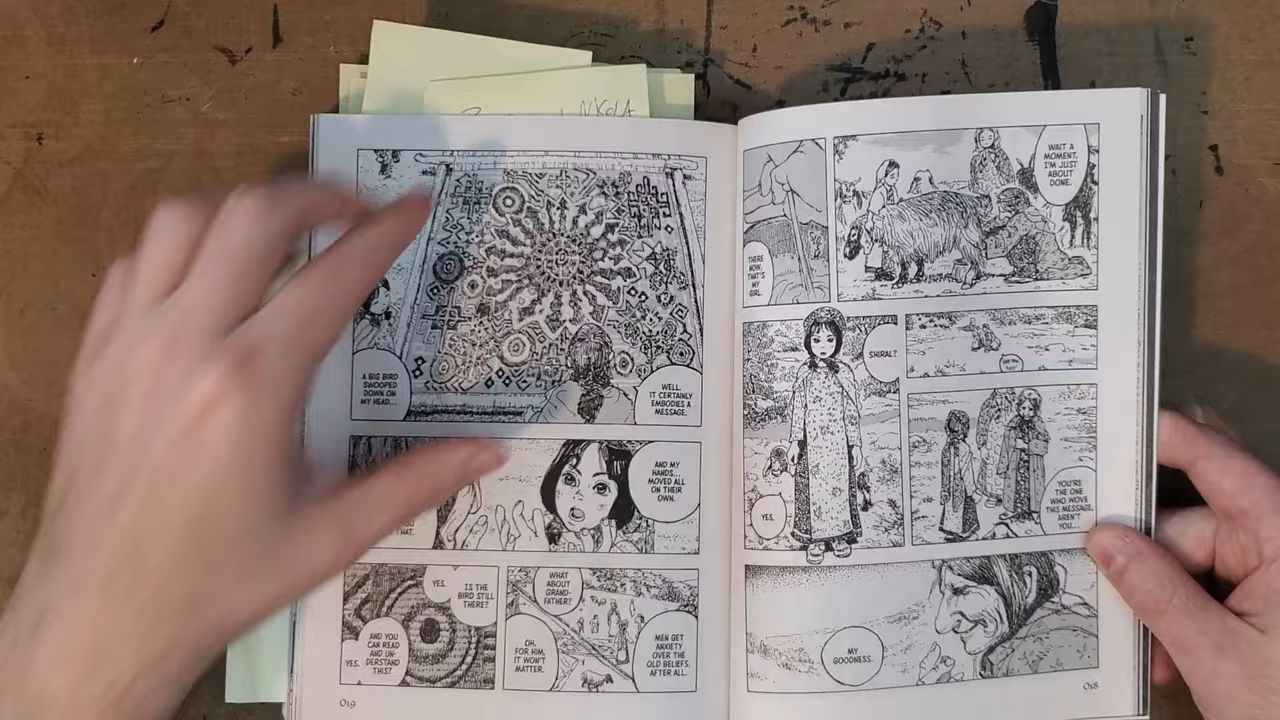 WAIT A
MOMENT,
I'M JUST
ABOUT
DONE.
THERE
NOW,
THAT'S
MY
GIRL.
YOU'RE
THE ONE
WHO WOVE
THIS MESSAGE,
AREN'T
YOU...
SHIRAL?
YES.
MY
GOODNESS.
018
WELL,
IT CERTAINLY
EMBODIES A
MESSAGE.
A BIG BIRD
SWOOPED
DOWN ON
MY HEAD...
AND MY
HANDS...
MOVED ALL
ON THEIR
OWN.
MEN GET
ANXIETY
OVER THE
OLD BELIEFS,
AFTER ALL.
WHAT
ABOUT
GRAND-
FATHER?
OH,
FOR HIM,
IT WON'T
MATTER.
IS THE
BIRD STILL
THERE?
YES.
AND YOU
CAN READ
AND UN-
DERSTAND
THIS?
YES.
019
NICOLA